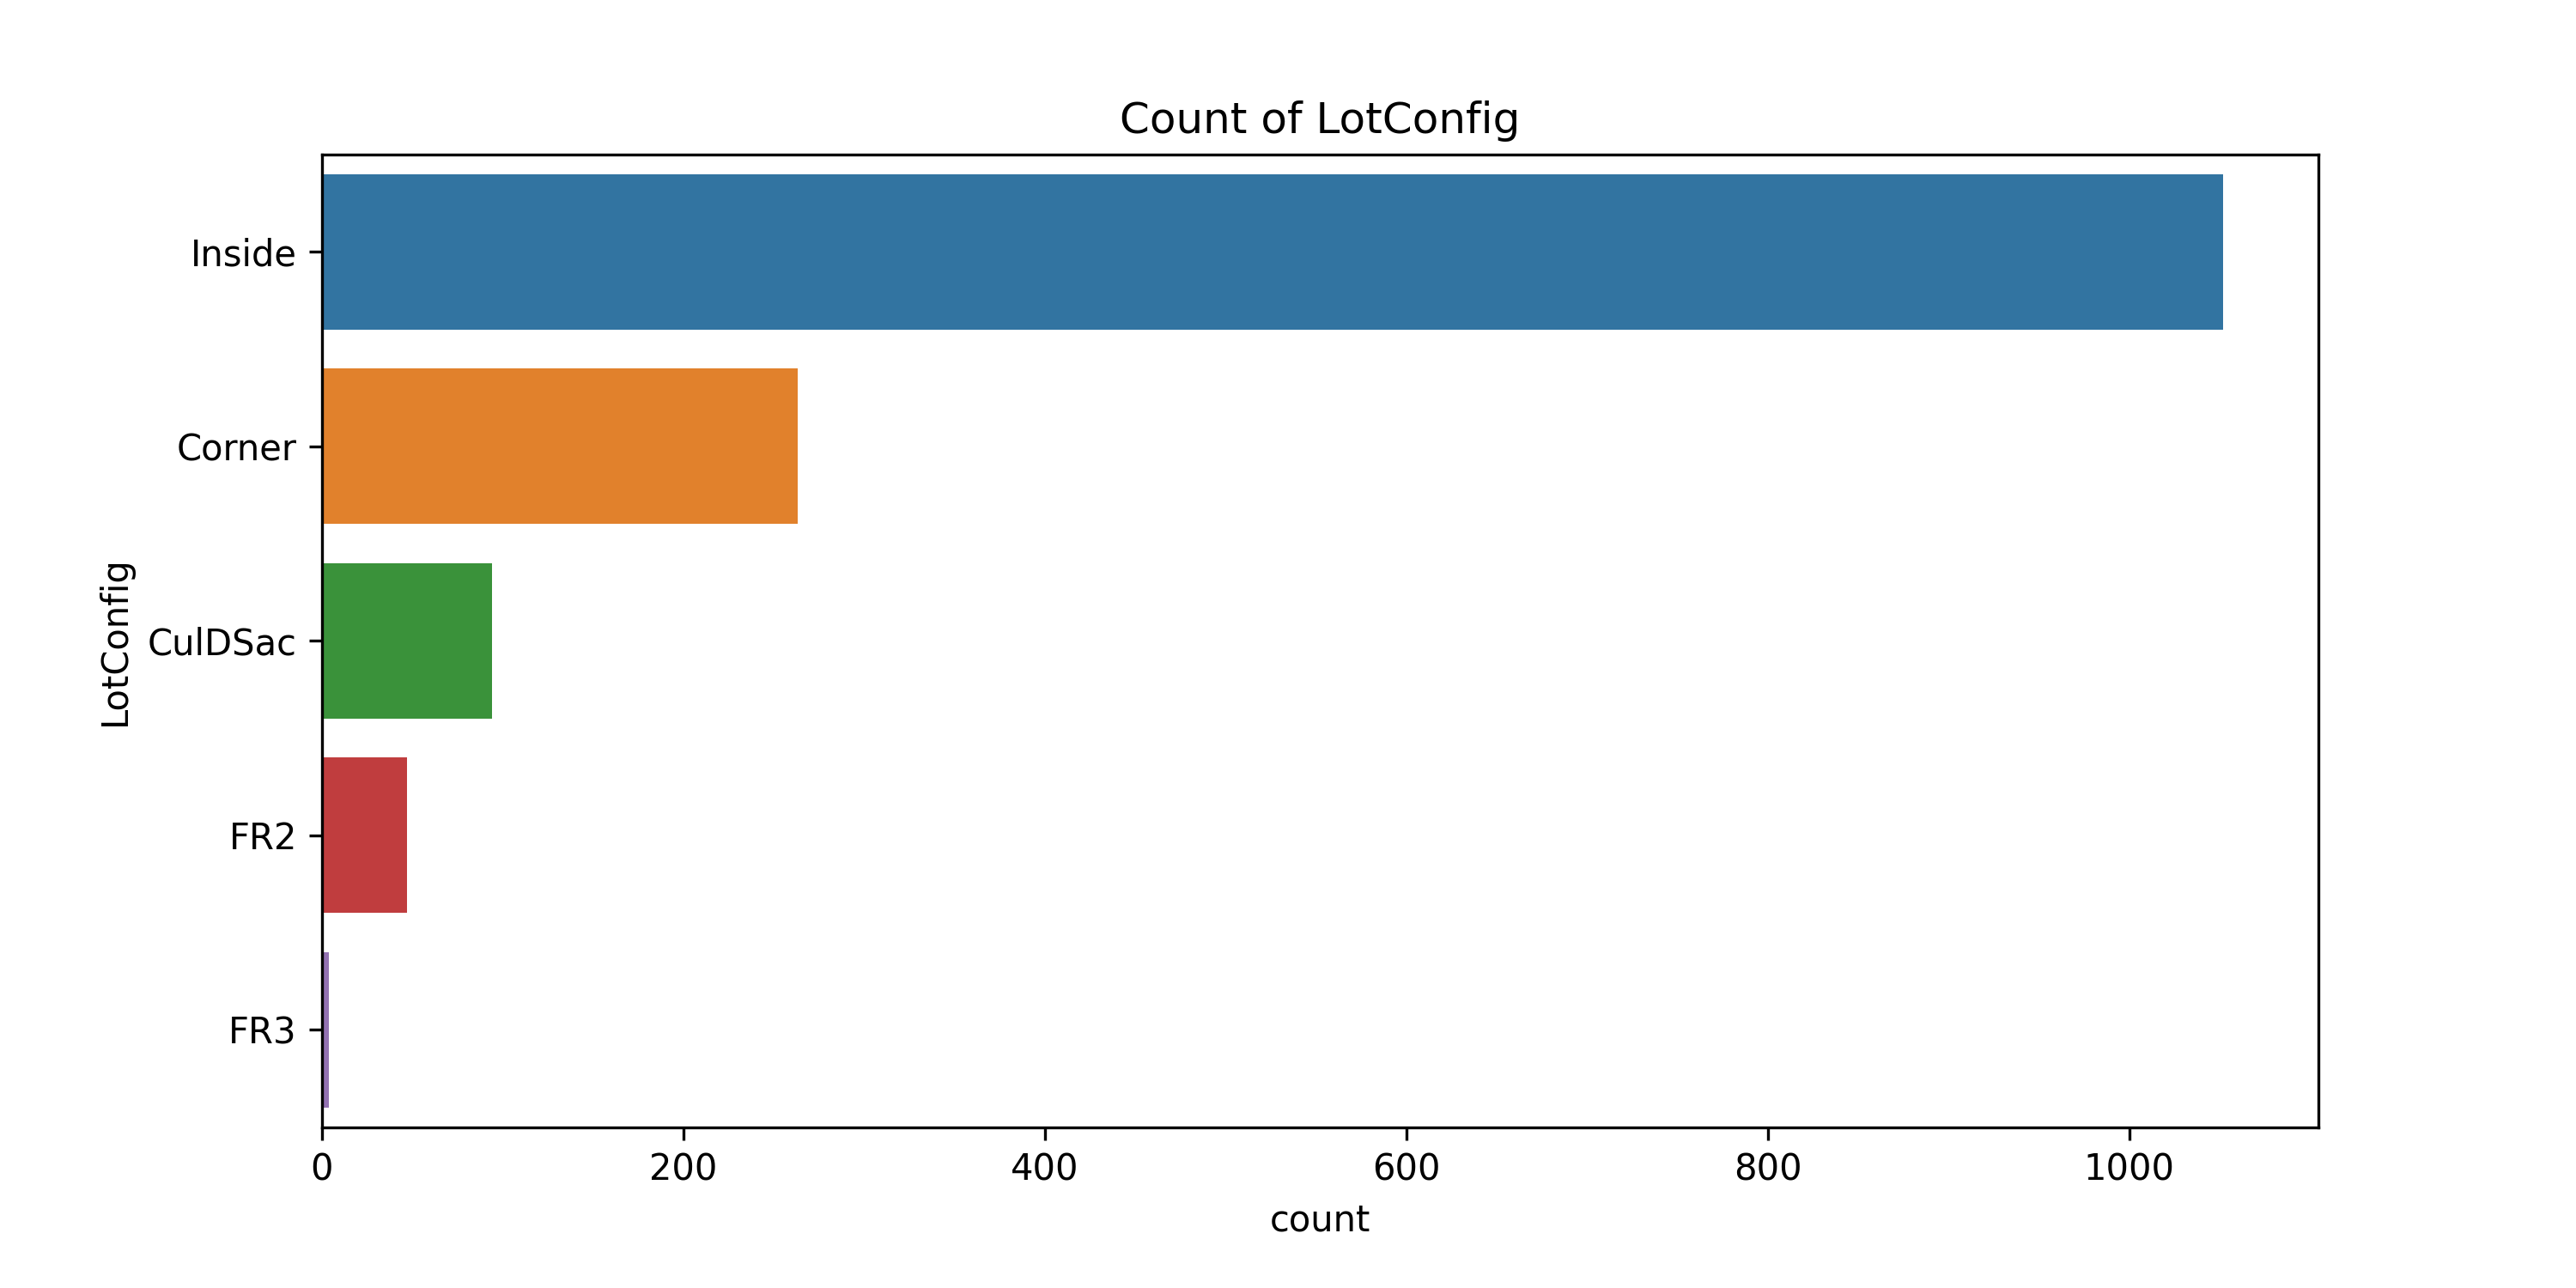 Count of LotConfig
LotConfig
Inside
Corner
CulDSac
FR2
FR3
0 200 400 600 800 1000
count